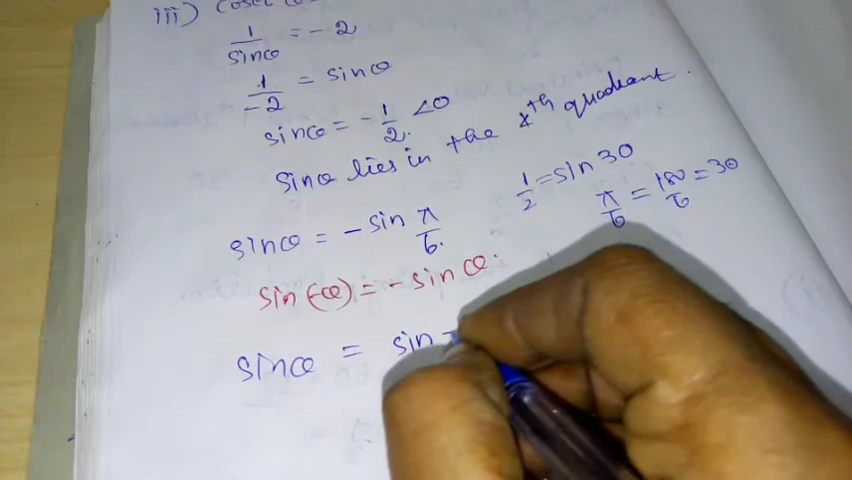 iii) Cosec
1/sinθ = -2
1/-2 = sinθ
sinθ = -1/2. <0
Sinθ lies in the th quadrant.
1/2 = sin 30
sinθ = -sin π/6. π/6 = 180/6 = 30
sin(-θ) = -sinθ.
sinθ = sin